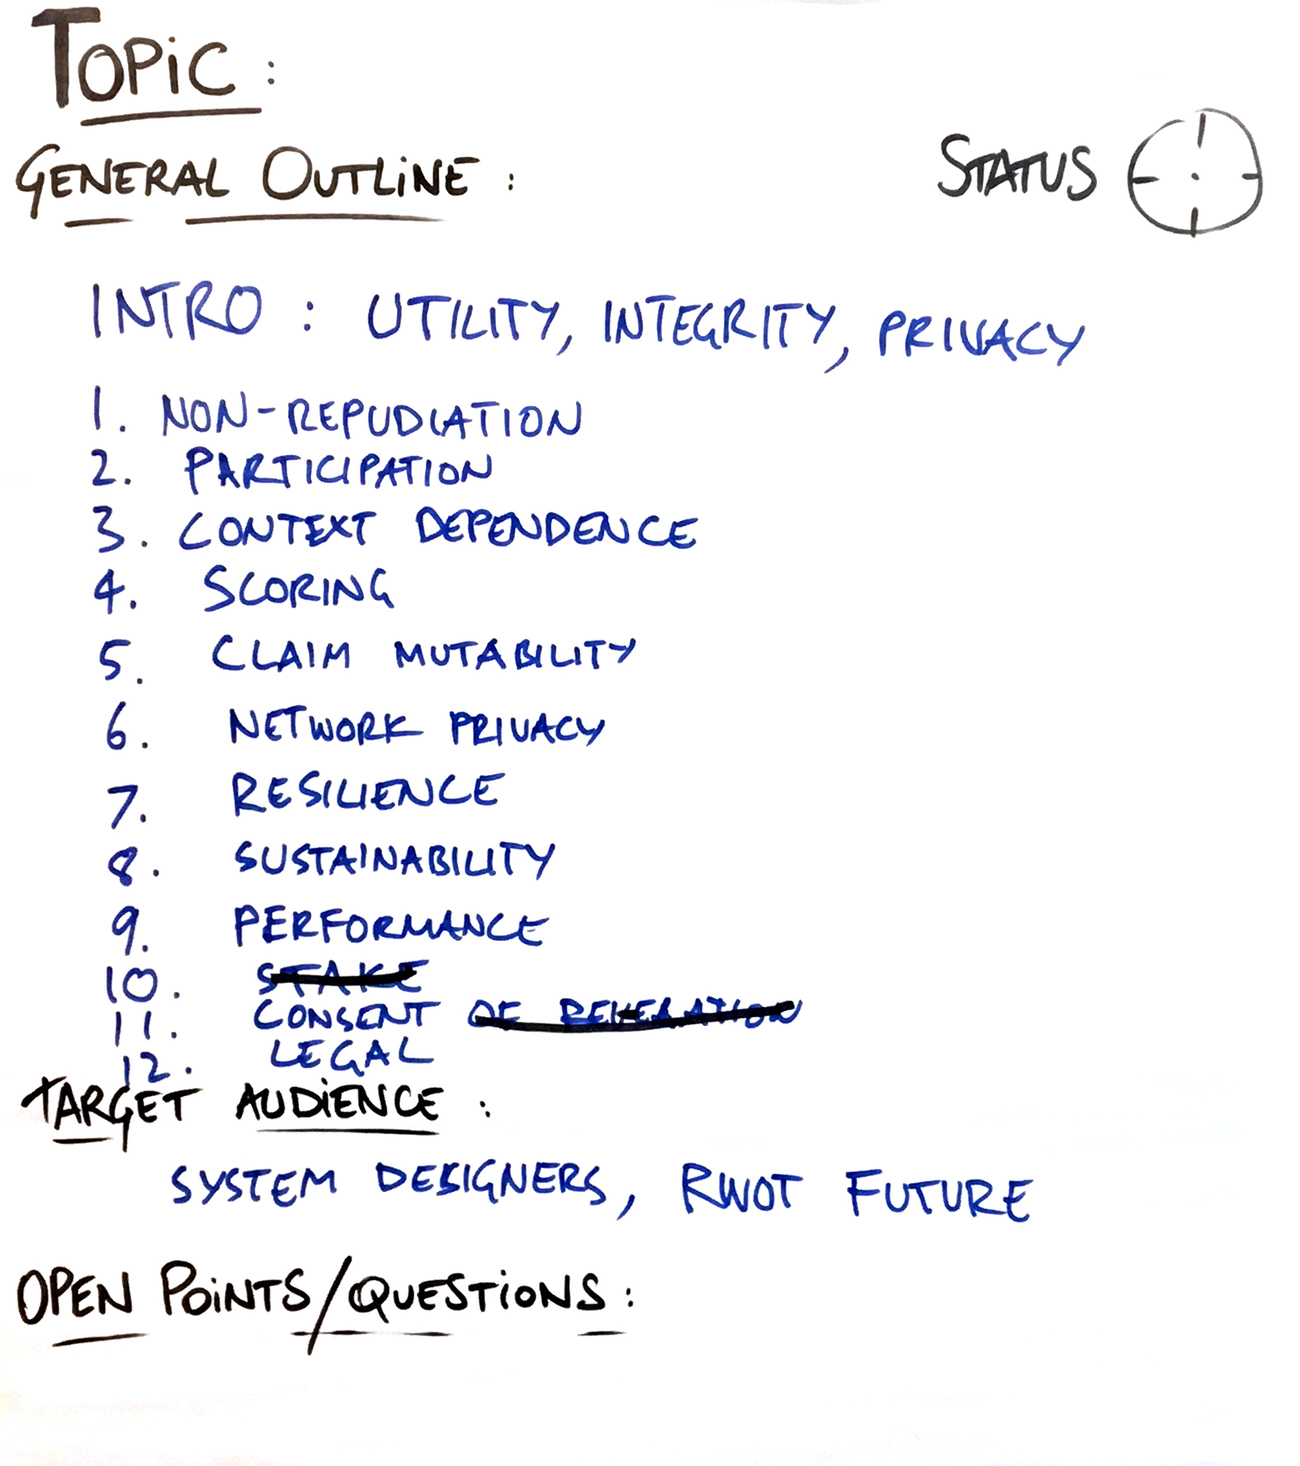 TOPiC :
GENERAL OUTLiNE :
STATUS
INTRO : UTILITY, INTEGRITY, PRIVACY
1. NON-REPUDIATION
2. PARTICIPATION
3. CONTEXT DEPENDENCE
4. SCORING
5. CLAIM MUTABILITY
6. NETWORK PRIVACY
7. RESILIENCE
8. SUSTAINABILITY
9. PERFORMANCE
10. STAKE
11. CONSENT OF
12. LEGAL
TARGET AUDiENCE :
SYSTEM DESIGNERS, RWOT FUTURE
OPEN POiNTS/QUESTiONS :